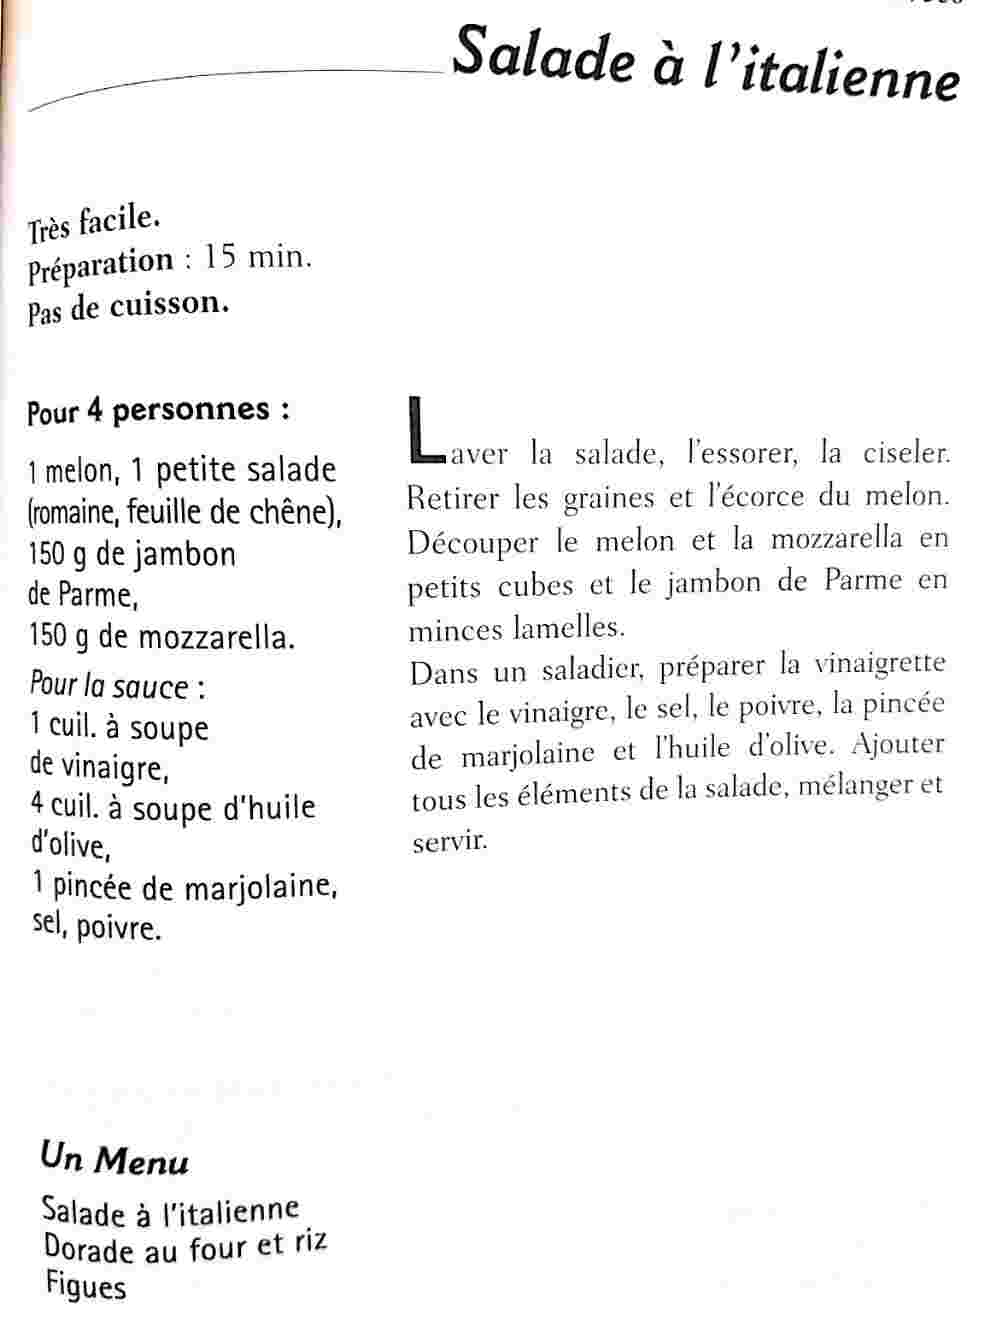 Salade à l'italienne
Très facile.
Préparation : 15 min.
Pas de cuisson.
Pour 4 personnes :
1 melon, 1 petite salade
(romaine, feuille de chêne),
150 g de jambon
de Parme,
150 g de mozzarella.
Pour la sauce :
1 cuil. à soupe
de vinaigre,
4 cuil. à soupe d'huile
d'olive,
1 pincée de marjolaine,
sel, poivre.
Laver la salade, l'essorer, la ciseler.
Retirer les graines et l'écorce du melon.
Découper le melon et la mozzarella en
petits cubes et le jambon de Parme en
minces lamelles.
Dans un saladier, préparer la vinaigrette
avec le vinaigre, le sel, le poivre, la pincée
de marjolaine et l'huile d'olive. Ajouter
tous les éléments de la salade, mélanger et
servir.
Un Menu
Salade à l'italienne
Dorade au four et riz
Figues